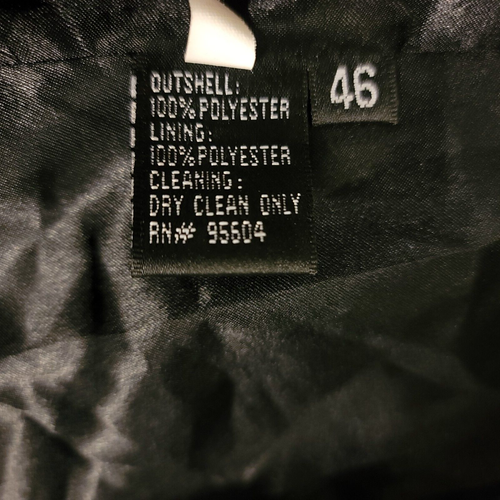 OUTSHELL:
100% POLYESTER
LINING:
100% POLYESTER
CLEANING:
DRY CLEAN ONLY
RN# 95604
46